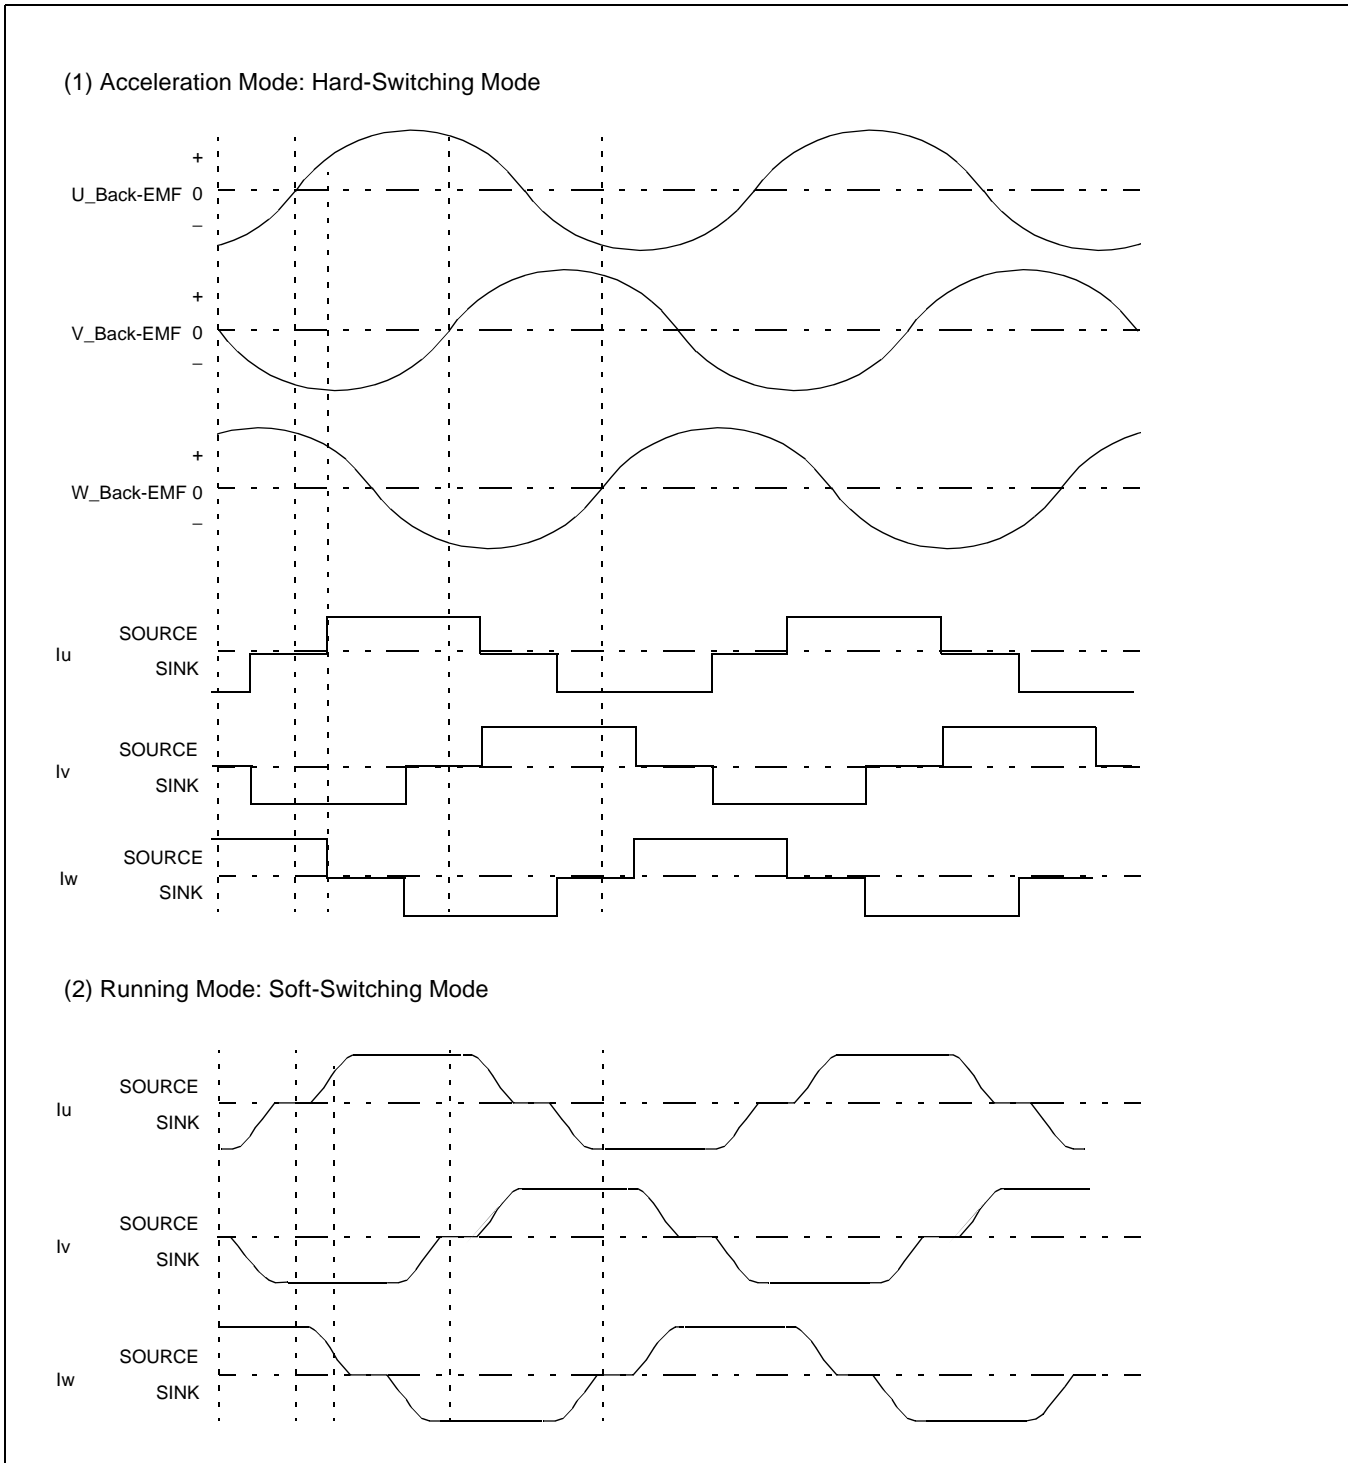 (1) Acceleration Mode: Hard-Switching Mode
+
U_Back-EMF 0
–
+
V_Back-EMF 0
–
+
W_Back-EMF 0
–
Iu
SOURCE
SINK
Iv
SOURCE
SINK
Iw
SOURCE
SINK
(2) Running Mode: Soft-Switching Mode
Iu
SOURCE
SINK
Iv
SOURCE
SINK
Iw
SOURCE
SINK